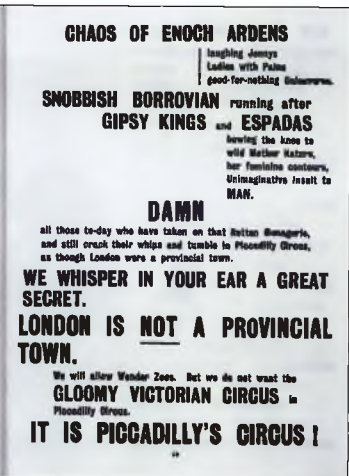 CHAOS OF ENOCH ARDENS
laughing Jennys
Ladies with Pains
good-for-nothing Guineveres.
SNOBBISH BORROVIAN running after
GIPSY KINGS and ESPADAS
bowing the knee to
wild Mother Nature,
her feminine contours,
Unimaginative insult to
MAN.
DAMN
all those to-day who have taken on that Rotten Menagerie,
and still crack their whips and tumble in Piccadilly Circus,
as though London were a provincial town.
WE WHISPER IN YOUR EAR A GREAT
SECRET.
LONDON IS NOT A PROVINCIAL
TOWN.
We will allow Wonder Zoos. But we do not want the
GLOOMY VICTORIAN CIRCUS in
Piccadilly Circus.
IT IS PICCADILLY'S CIRCUS !